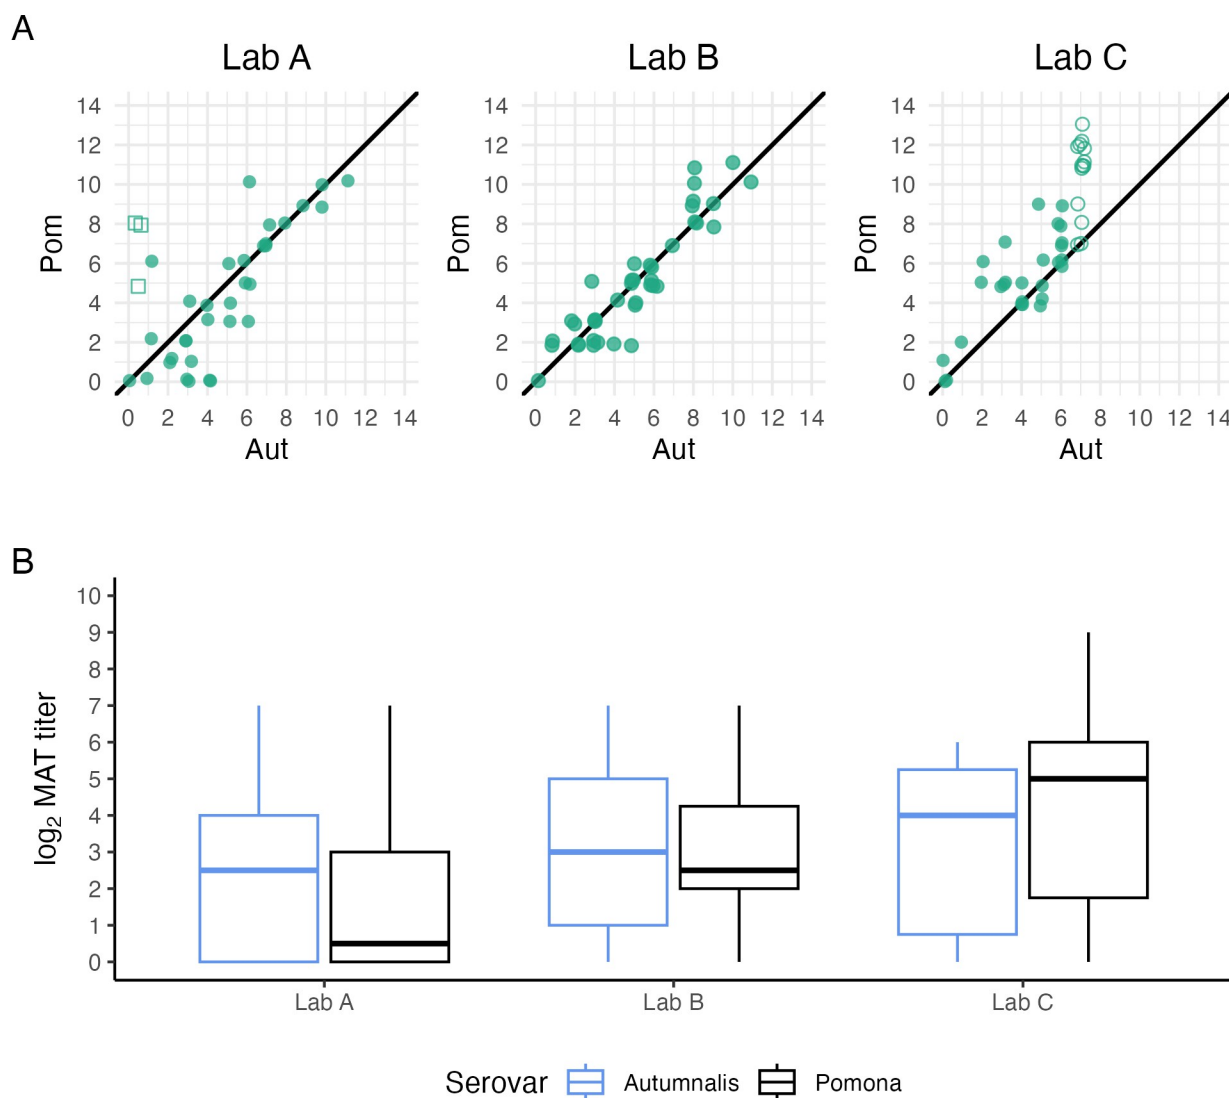 A
Lab A
Lab B
Lab C
14
12
10
8
6
4
2
0
Pom
0 2 4 6 8 10 12 14
Aut
14
12
10
8
6
4
2
0
Pom
0 2 4 6 8 10 12 14
Aut
14
12
10
8
6
4
2
0
Pom
0 2 4 6 8 10 12 14
Aut
B
10
9
8
7
6
5
4
3
2
1
0
log₂ MAT titer
Lab A
Lab B
Lab C
Serovar Autumnalis Pomona